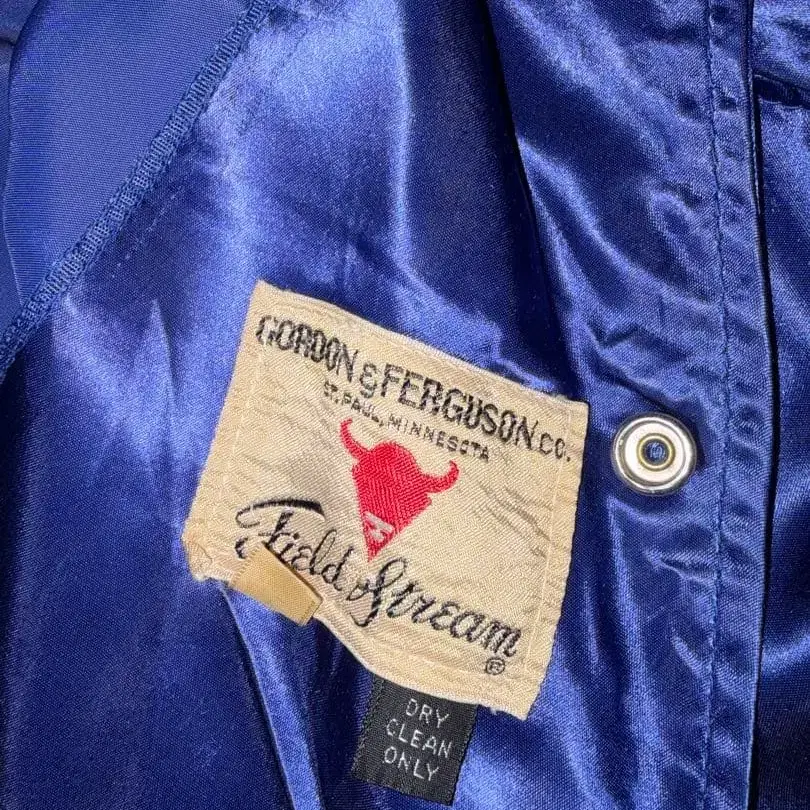 GORDON & FERGUSON CO.
ST. PAUL, MINNESOTA
Field & Stream
®
DRY
CLEAN
ONLY